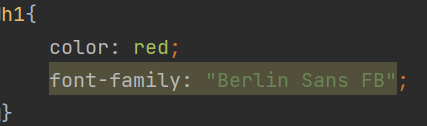 h1{
color: red;
font-family: "Berlin Sans FB";
}